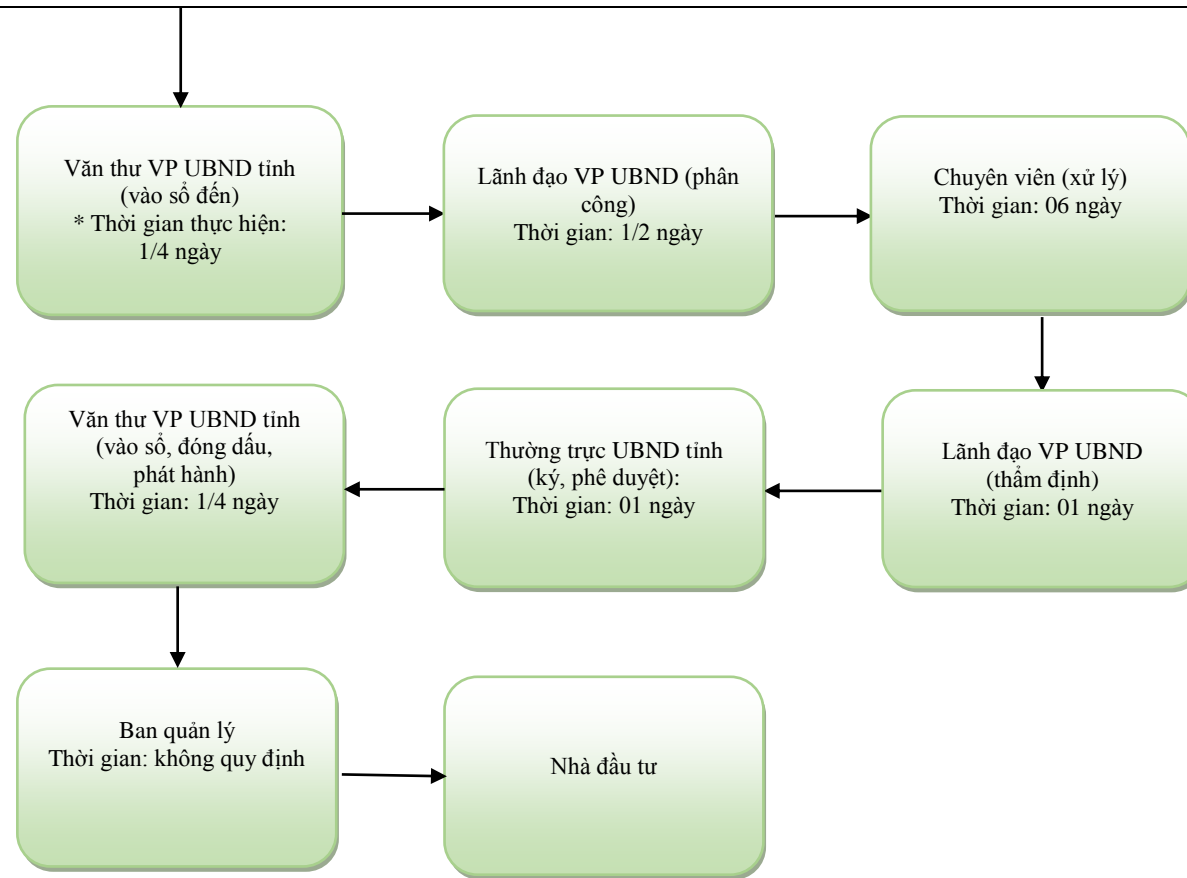 Văn thư VP UBND tỉnh
(vào sổ đến)
* Thời gian thực hiện:
1/4 ngày
Lãnh đạo VP UBND (phân
công)
Thời gian: 1/2 ngày
Chuyên viên (xử lý)
Thời gian: 06 ngày
Lãnh đạo VP UBND
(thẩm định)
Thời gian: 01 ngày
Thường trực UBND tỉnh
(ký, phê duyệt):
Thời gian: 01 ngày
Văn thư VP UBND tỉnh
(vào sổ, đóng dấu,
phát hành)
Thời gian: 1/4 ngày
Ban quản lý
Thời gian: không quy định
Nhà đầu tư